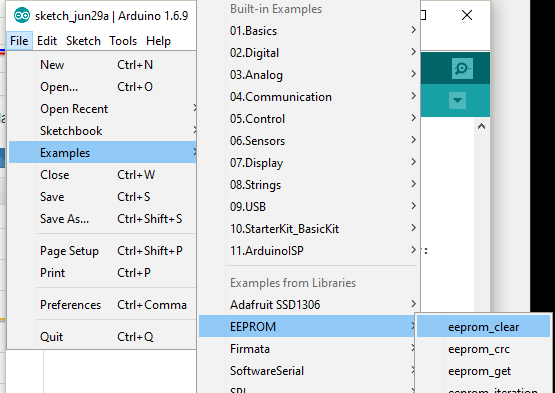 sketch_jun29a | Arduino 1.6.9
File Edit Sketch Tools Help
New Ctrl+N
Open... Ctrl+O
Open Recent
Sketchbook
Examples
Close Ctrl+W
Save Ctrl+S
Save As... Ctrl+Shift+S
Page Setup Ctrl+Shift+P
Print Ctrl+P
Preferences Ctrl+Comma
Quit Ctrl+Q
Built-in Examples
01.Basics
02.Digital
03.Analog
04.Communication
05.Control
06.Sensors
07.Display
08.Strings
09.USB
10.StarterKit_BasicKit
11.ArduinoISP
Examples from Libraries
Adafruit SSD1306
EEPROM
Firmata
SoftwareSerial
eeprom_clear
eeprom_crc
eeprom_get
eeprom_iteration